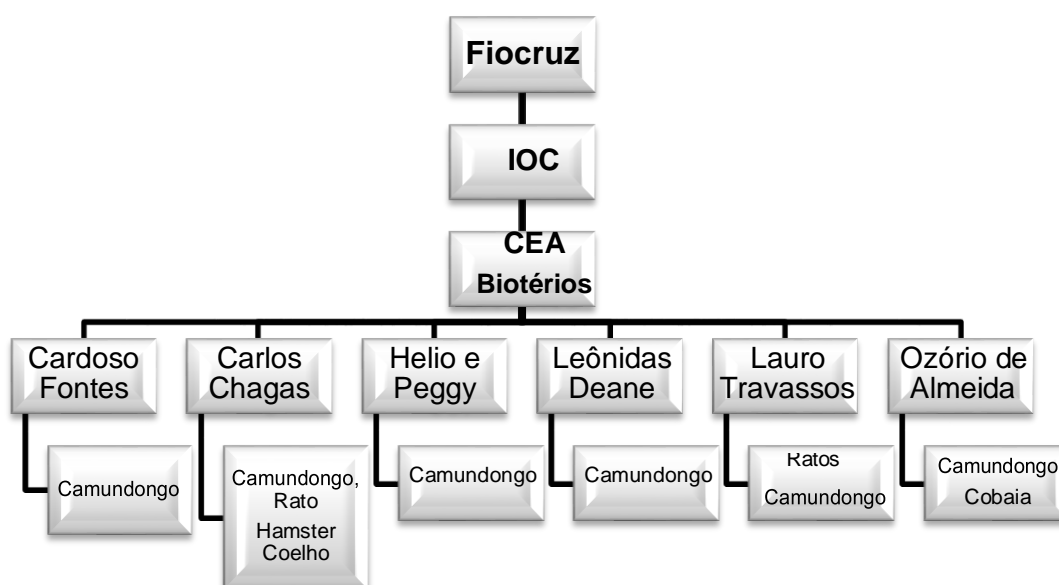 Fiocruz
IOC
CEA
Biotérios
Cardoso
Fontes
Carlos
Chagas
Helio e
Peggy
Leônidas
Deane
Lauro
Travassos
Ozório de
Almeida
Camundongo
Camundongo,
Rato
Hamster
Coelho
Camundongo
Camundongo
Ratos
Camundongo
Camundongo
Cobaia